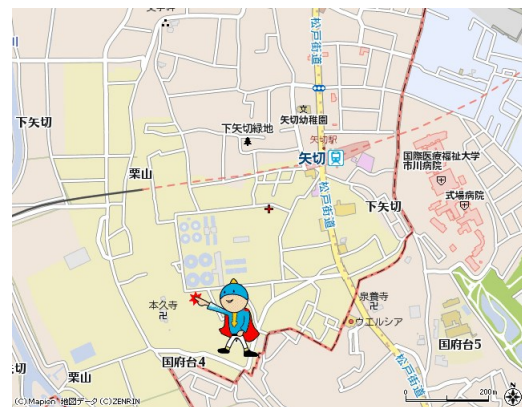 松戸街道
下矢切
矢切幼稚園
下矢切緑地
矢切駅
矢切
国際医療福祉大学
市川病院
式場病院
栗山
松戸街道
下矢切
本久寺
泉養寺
ウエルシア
国府台4
国府台5
栗山
松戸街道
0
200m
(C) Mapion 地図データ (C)ZENRIN